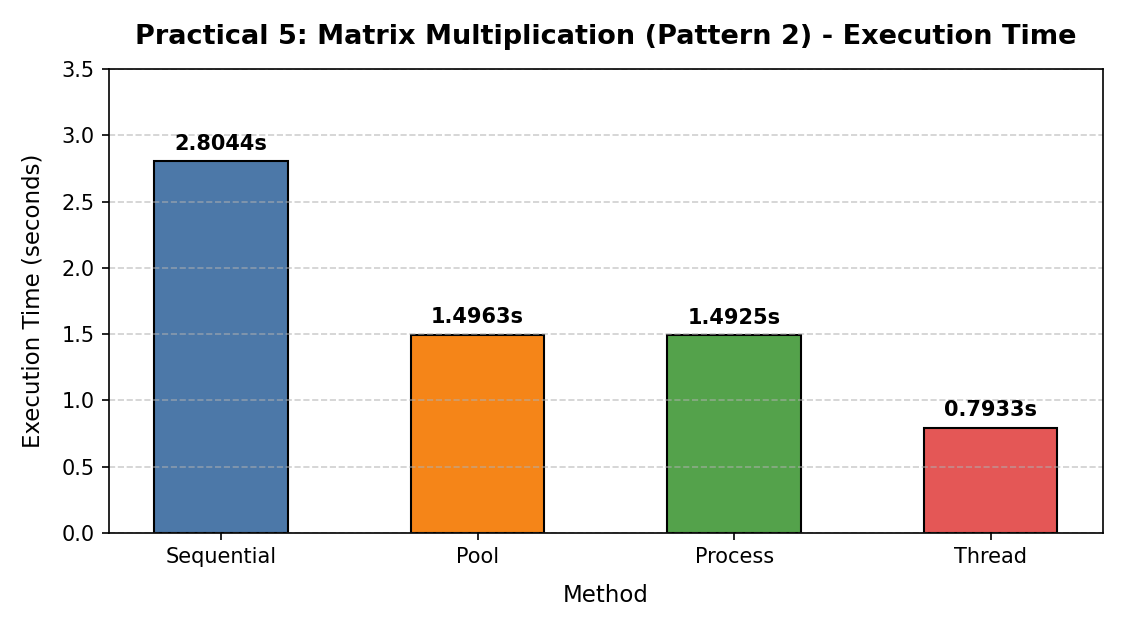 Practical 5: Matrix Multiplication (Pattern 2) - Execution Time
Execution Time (seconds)
3.5
3.0
2.5
2.0
1.5
1.0
0.5
0.0
2.8044s
1.4963s
1.4925s
0.7933s
Sequential
Pool
Process
Thread
Method